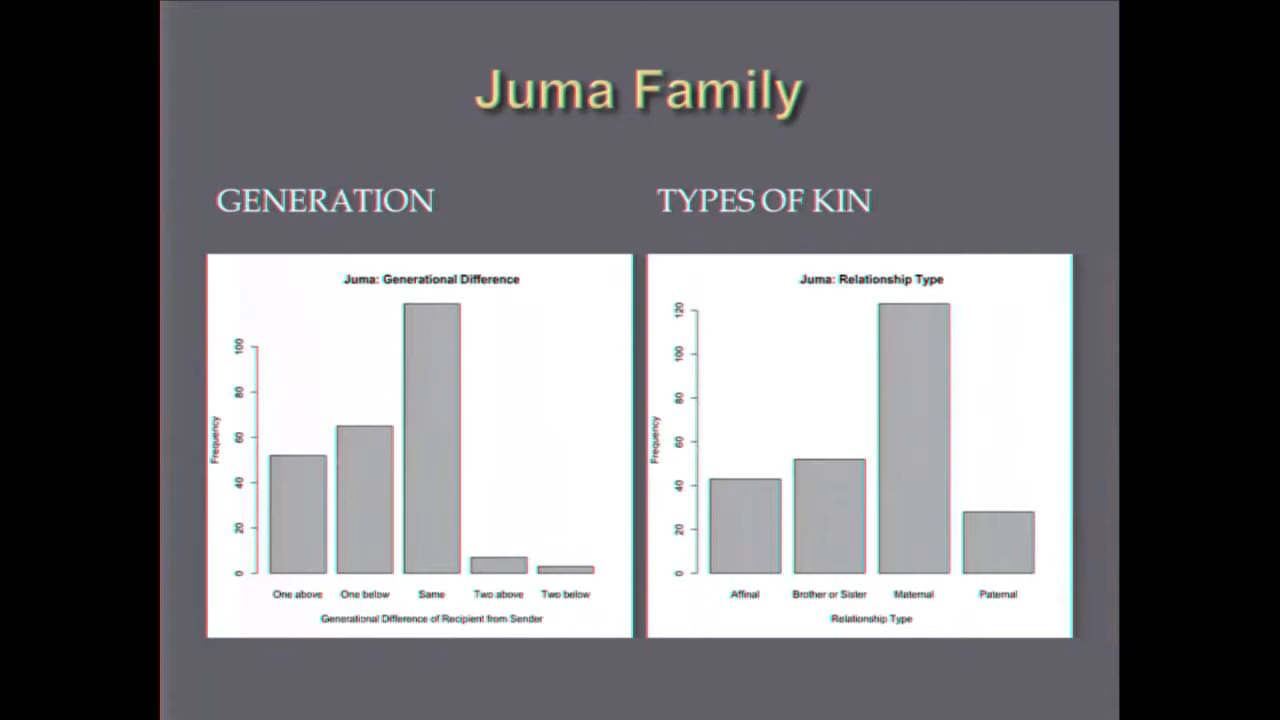 Juma Family
GENERATION
TYPES OF KIN
Juma: Generational Difference
Frequency
100
80
60
40
20
0
One above One below Same Two above Two below
Generational Difference of Recipient from Sender
Juma: Relationship Type
Frequency
120
100
80
60
40
20
0
Affinal Brother or Sister Maternal Paternal
Relationship Type